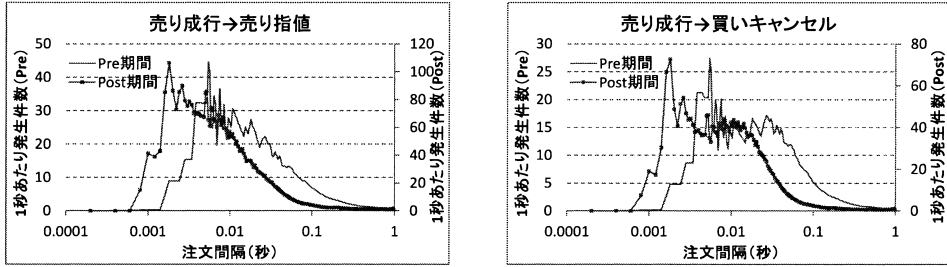 売り成行→売り指値
1秒あたり発生件数(Pre)
50
40
30
20
10
0
Pre期間
Post期間
120
100
80
60
40
20
0
1秒あたり発生件数(Post)
0.0001
0.001
0.01
0.1
1
注文間隔(秒)
売り成行→買いキャンセル
1秒あたり発生件数(Pre)
30
25
20
15
10
5
0
Pre期間
Post期間
80
60
40
20
0
1秒あたり発生件数(Post)
0.0001
0.001
0.01
0.1
1
注文間隔(秒)